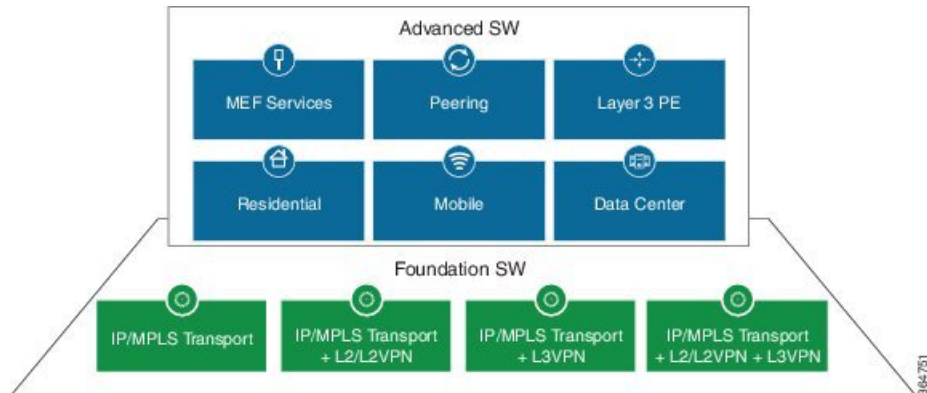 Advanced SW
MEF Services
Peering
Layer 3 PE
Residential
Mobile
Data Center
Foundation SW
IP/MPLS Transport
IP/MPLS Transport
+ L2/L2VPN
IP/MPLS Transport
+ L3VPN
IP/MPLS Transport
+ L2/L2VPN + L3VPN
364751